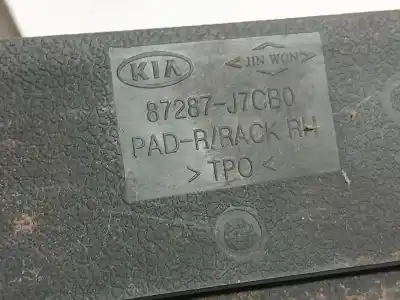 KIA
JIN WON
87287-J7CB0
PAD-R/RACK RH
>TPO<